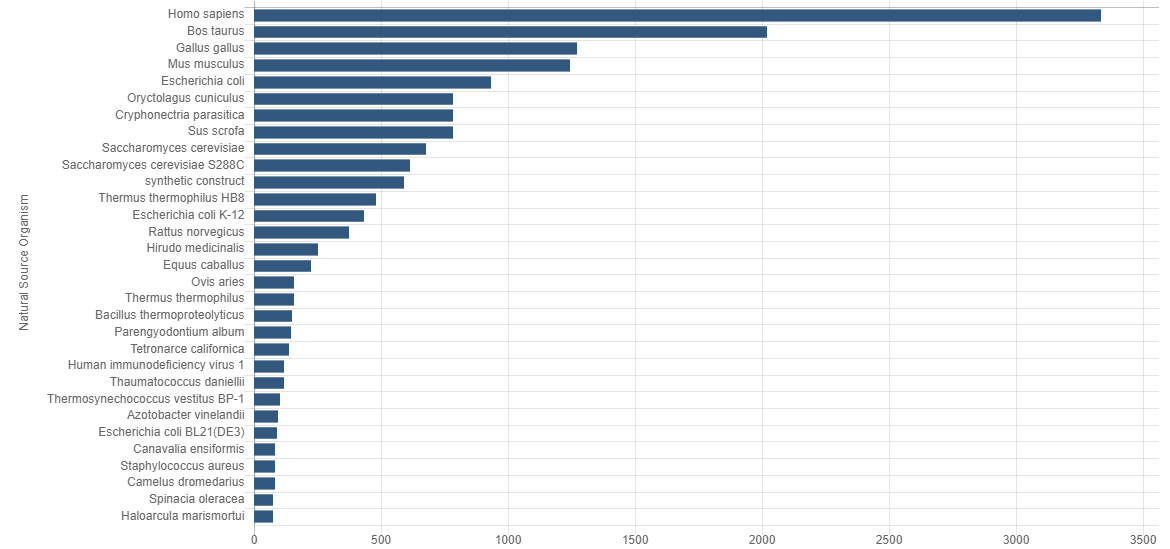 Natural Source Organism
Homo sapiens
Bos taurus
Gallus gallus
Mus musculus
Escherichia coli
Oryctolagus cuniculus
Cryphonectria parasitica
Sus scrofa
Saccharomyces cerevisiae
Saccharomyces cerevisiae S288C
synthetic construct
Thermus thermophilus HB8
Escherichia coli K-12
Rattus norvegicus
Hirudo medicinalis
Equus caballus
Ovis aries
Thermus thermophilus
Bacillus thermoproteolyticus
Parengyodontium album
Tetronarce californica
Human immunodeficiency virus 1
Thaumatococcus daniellii
Thermosynechococcus vestitus BP-1
Azotobacter vinelandii
Escherichia coli BL21(DE3)
Canavalia ensiformis
Staphylococcus aureus
Camelus dromedarius
Spinacia oleracea
Haloarcula marismortui
0 500 1000 1500 2000 2500 3000 3500